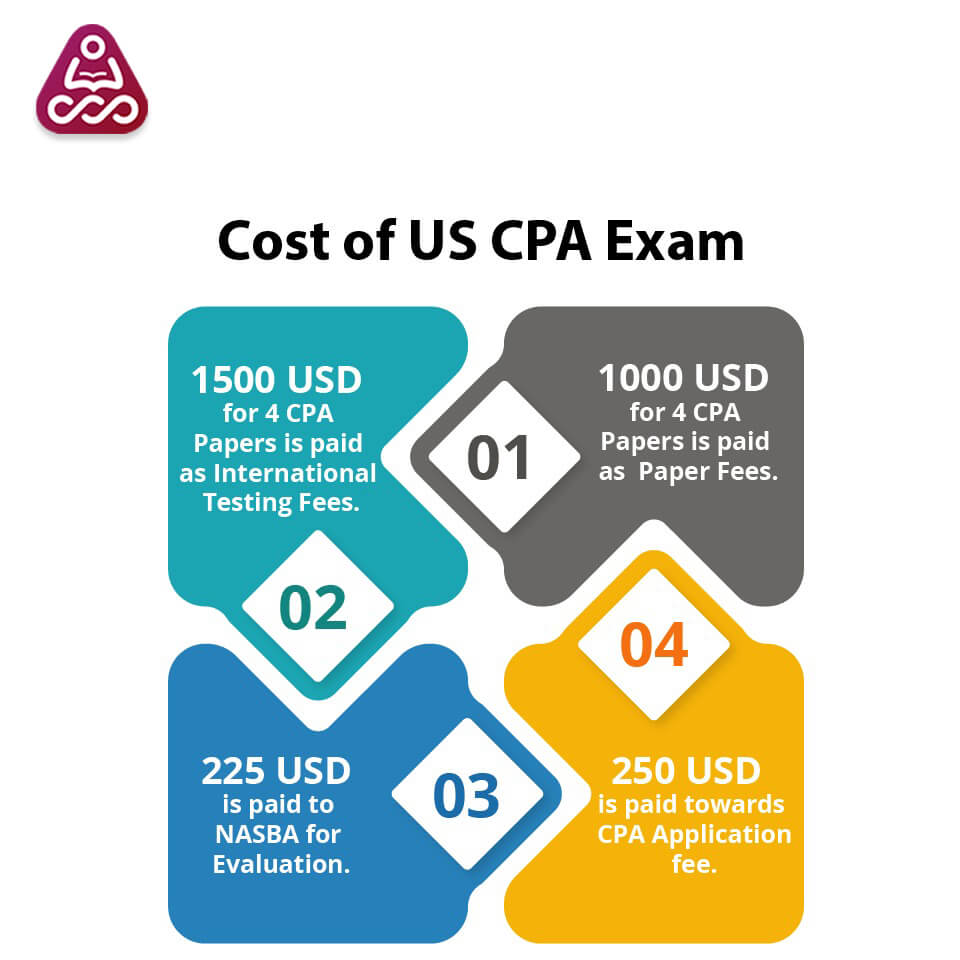 Cost of US CPA Exam
1000 USD
for 4 CPA
Papers is paid
as Paper Fees.
01
1500 USD
for 4 CPA
Papers is paid
as International
Testing Fees.
02
225 USD
is paid to
NASBA for
Evaluation.
03
04
250 USD
is paid towards
CPA Application
fee.